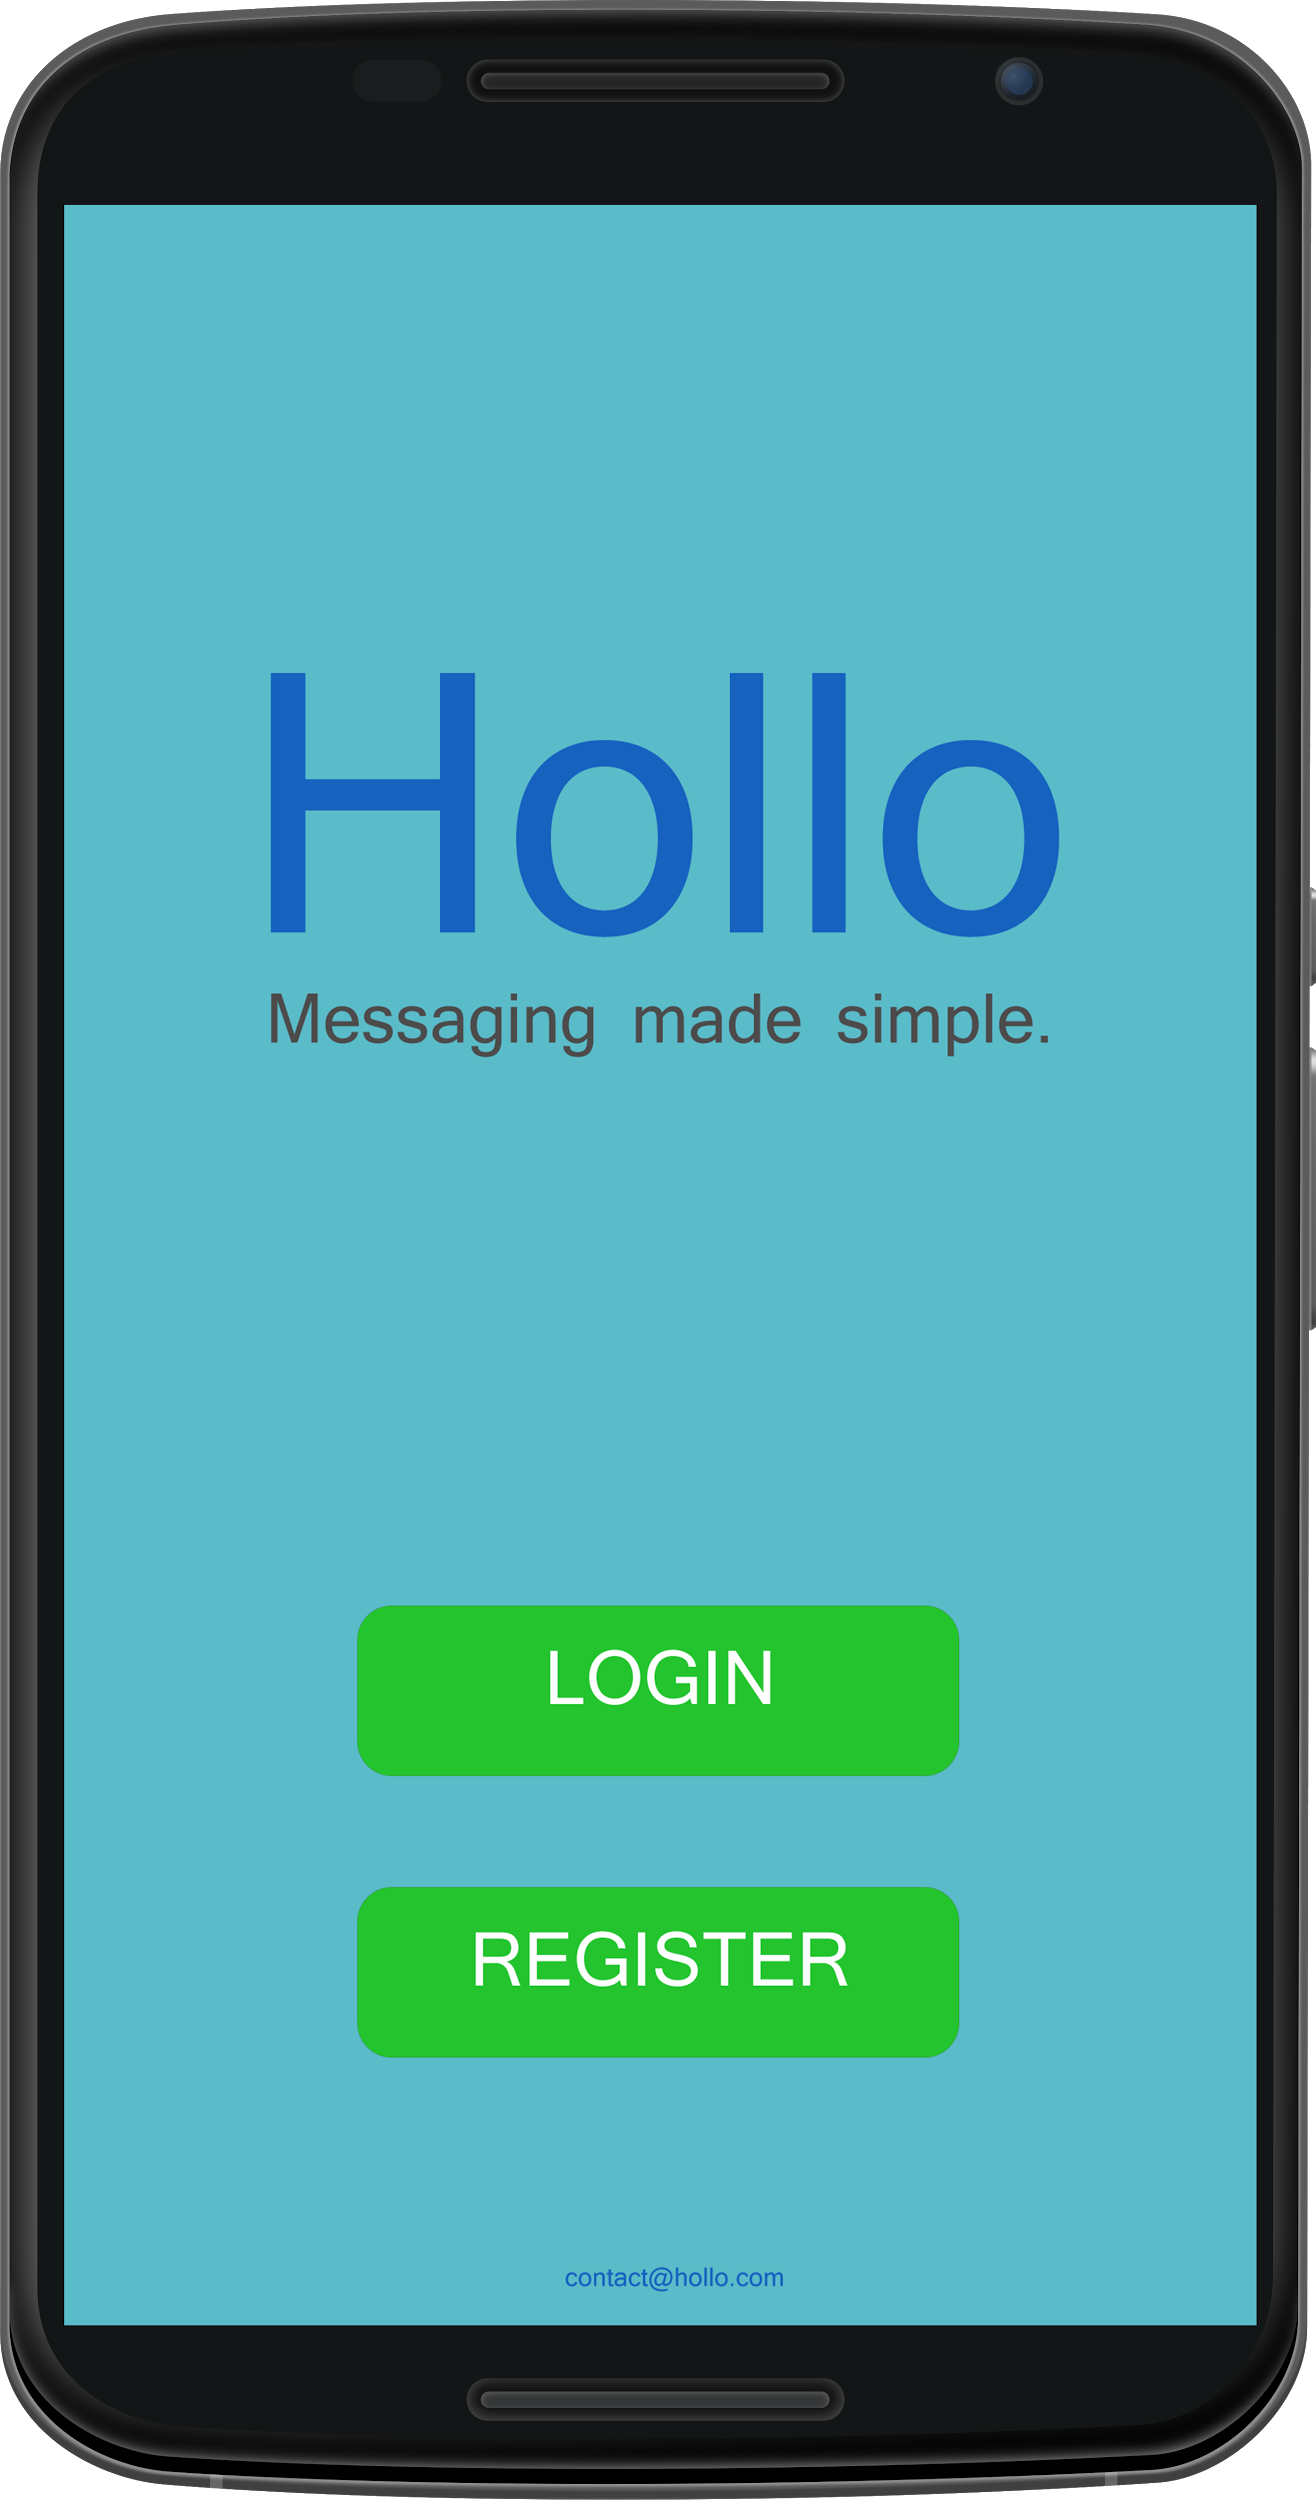 Hollo
Messaging made simple.
LOGIN
REGISTER
contact@hollo.com